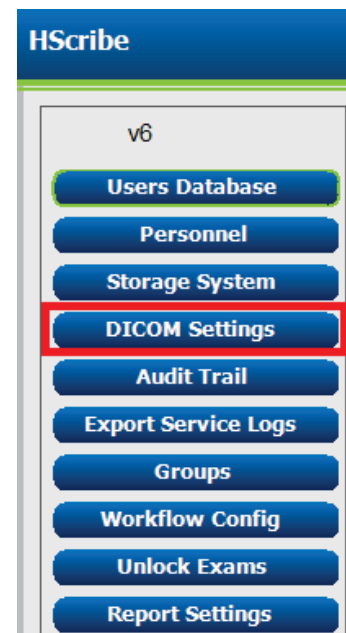 HScribe
v6
Users Database
Personnel
Storage System
DICOM Settings
Audit Trail
Export Service Logs
Groups
Workflow Config
Unlock Exams
Report Settings